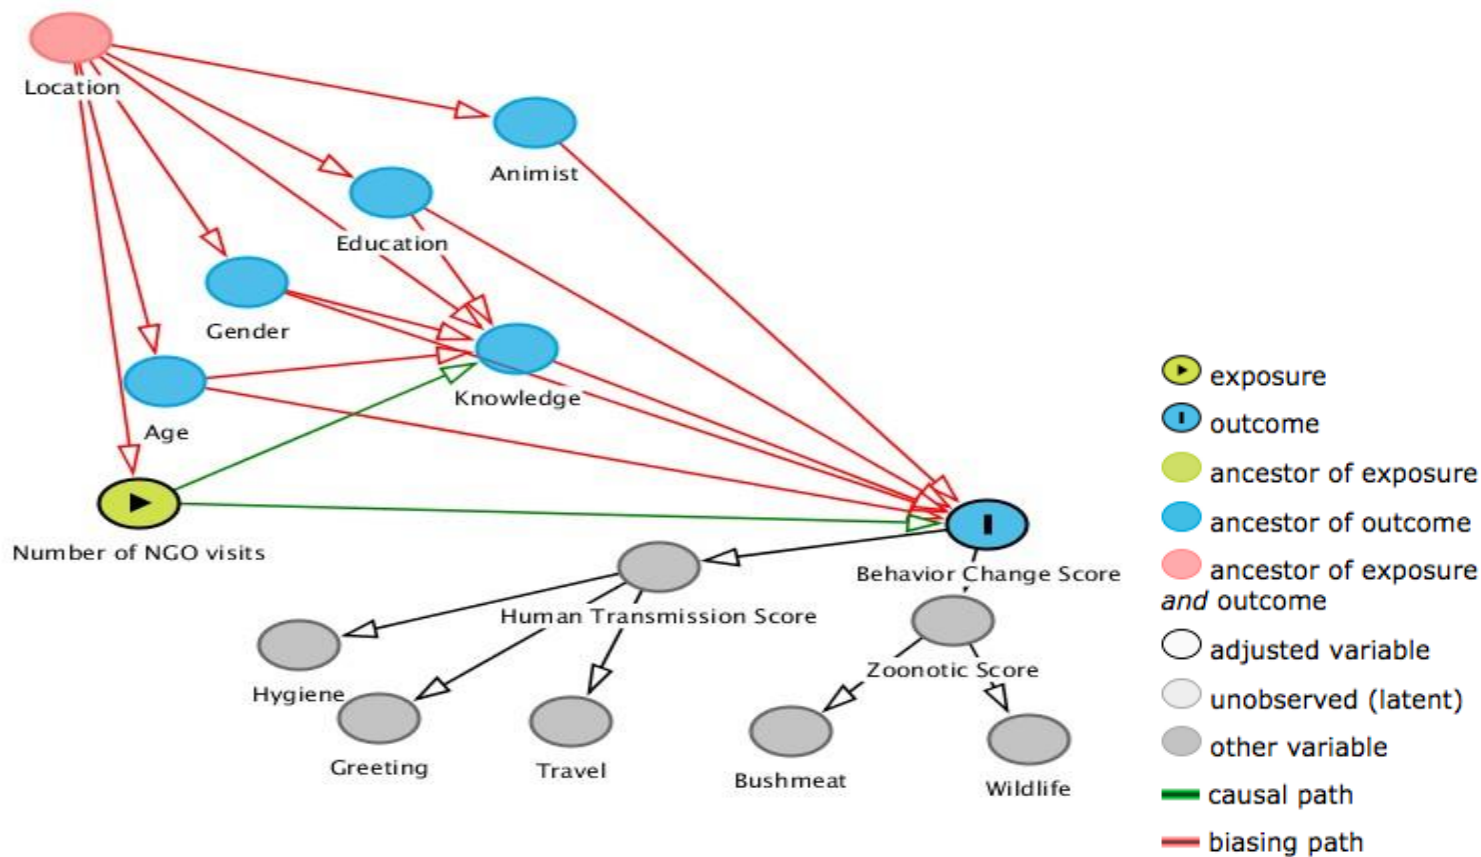 Location
Animist
Education
Gender
Knowledge
Age
Number of NGO visits
Behavior Change Score
Human Transmission Score
Zoonotic Score
Hygiene
Greeting
Travel
Bushmeat
Wildlife
exposure
outcome
ancestor of exposure
ancestor of outcome
ancestor of exposure
and outcome
adjusted variable
unobserved (latent)
other variable
causal path
biasing path